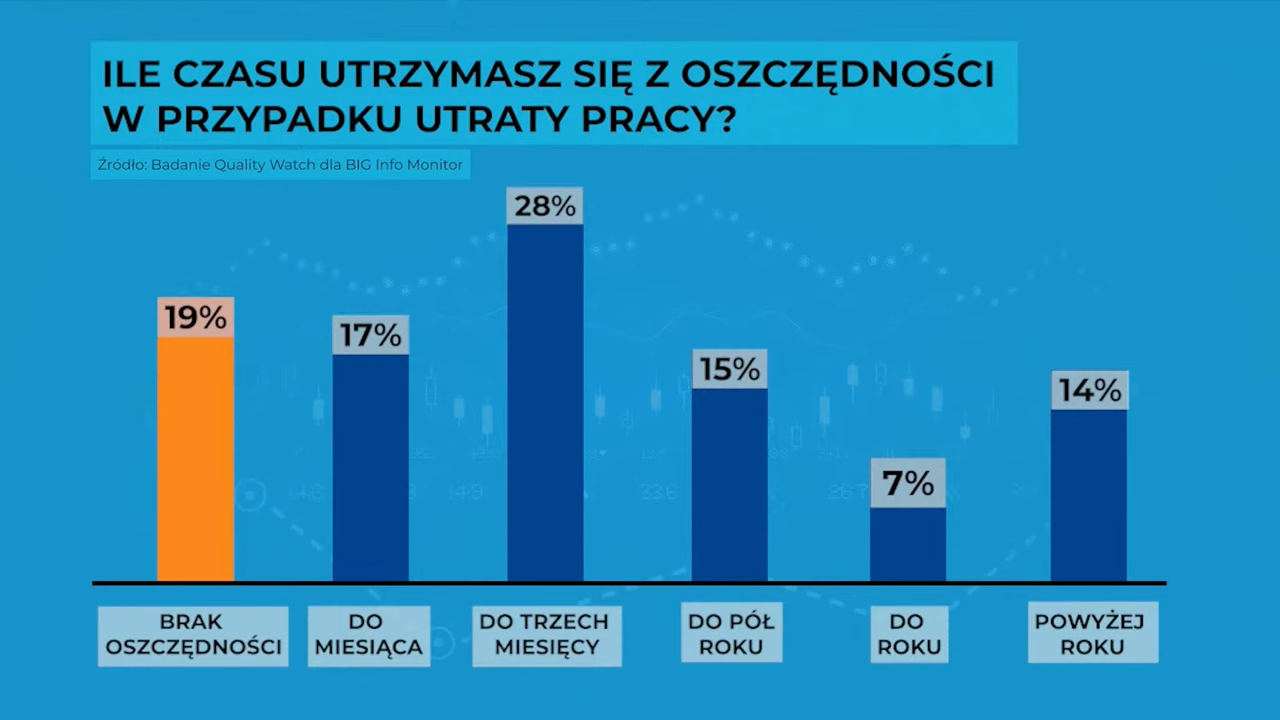 ILE CZASU UTRZYMASZ SIĘ Z OSZCZĘDNOŚCI
W PRZYPADKU UTRATY PRACY?
Źródło: Badanie Quality Watch dla BIG Info Monitor
19%
17%
28%
15%
7%
14%
BRAK
OSZCZĘDNOŚCI
DO
MIESIĄCA
DO TRZECH
MIESIĘCY
DO PÓŁ
ROKU
DO
ROKU
POWYŻEJ
ROKU